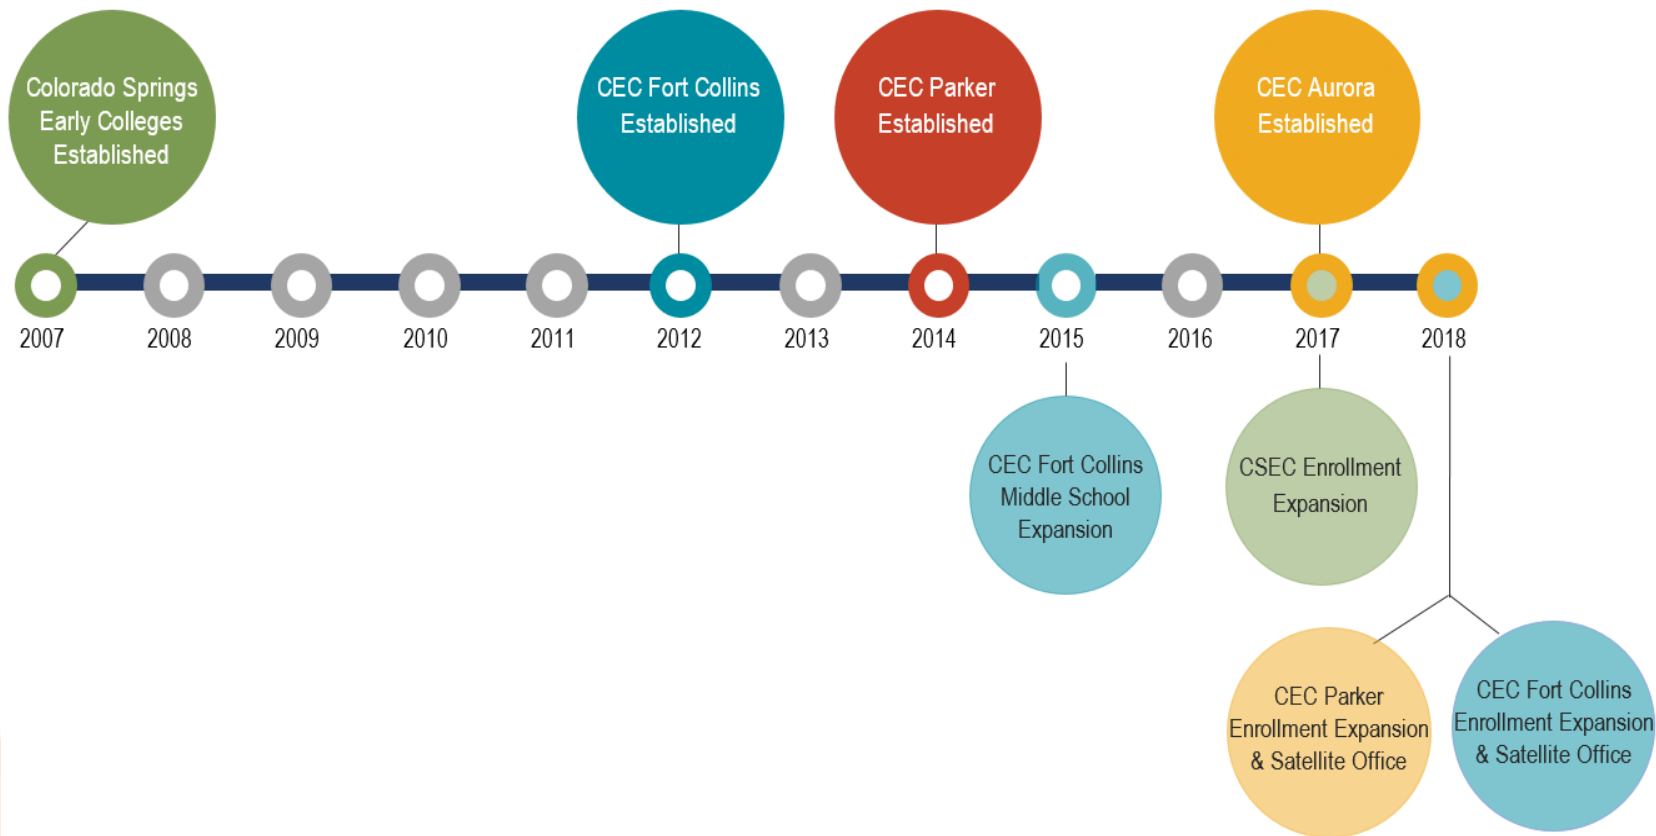 Colorado Springs
Early Colleges
Established
CEC Fort Collins
Established
CEC Parker
Established
CEC Aurora
Established
2007
2008
2009
2010
2011
2012
2013
2014
2015
2016
2017
2018
CEC Fort Collins
Middle School
Expansion
CSEC Enrollment
Expansion
CEC Parker
Enrollment Expansion
& Satellite Office
CEC Fort Collins
Enrollment Expansion
& Satellite Office